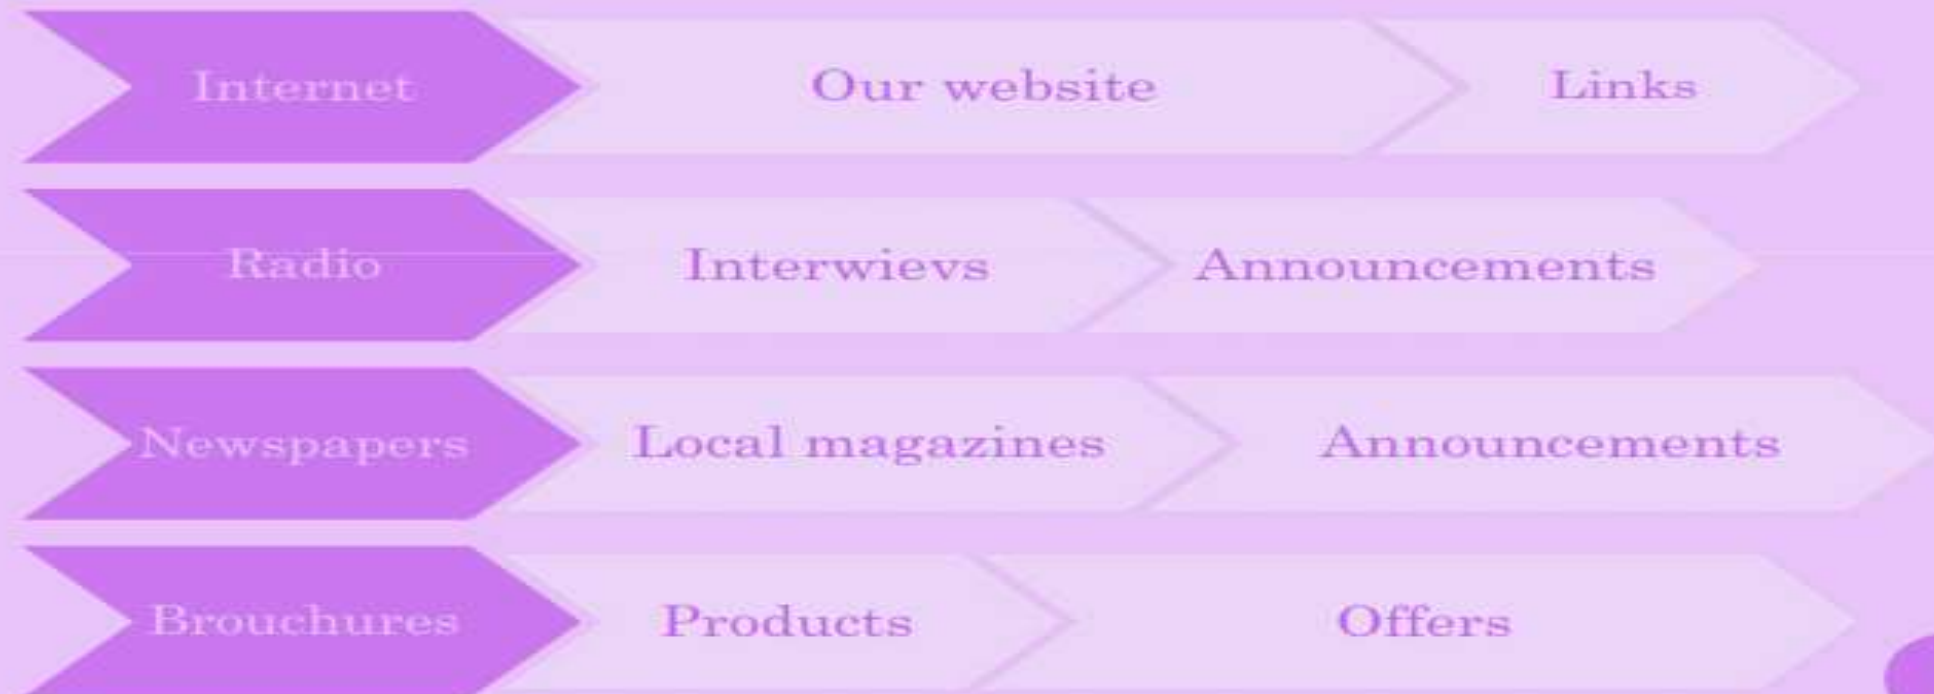 Internet Our website Links
Radio Interwievs Announcements
Newspapers Local magazines Announcements
Brouchures Products Offers